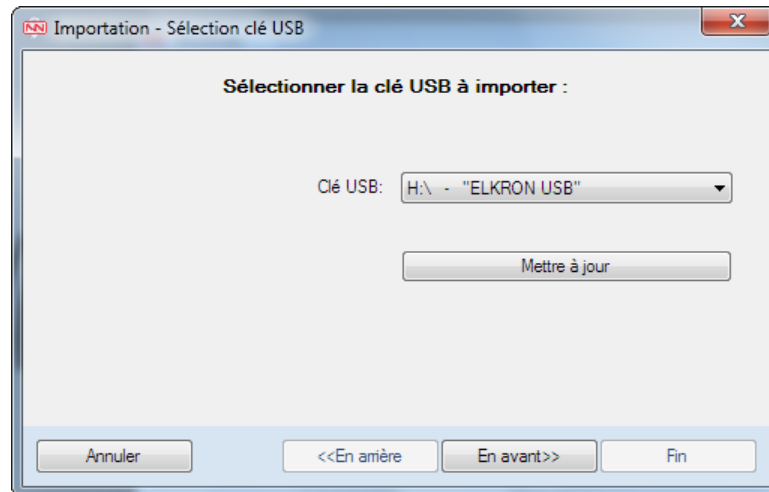 Importation - Sélection clé USB
Sélectionner la clé USB à importer :
Clé USB: H:\ - "ELKRON USB"
Mettre à jour
Annuler <<En arrière En avant>> Fin